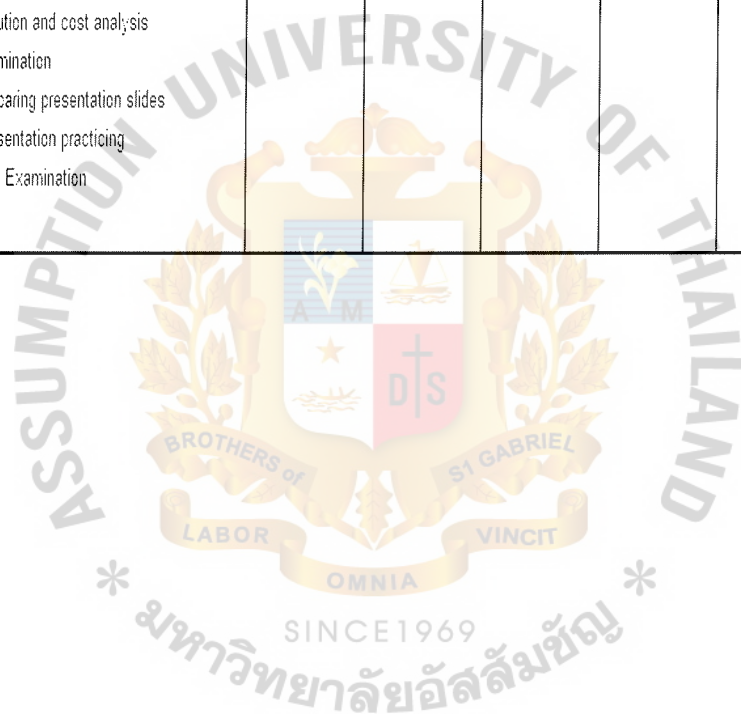 ution and cost analysis
mination
paring presentation slides
sentation practicing
Examination
ASSUMPTION UNIVERSITY OF THAILAND
A M
D S
BROTHERS of S1 GABRIEL
LABOR VINCIT
OMNIA
SINCE1969
* มหาวิทยาลัยอัสสัมชัญ *